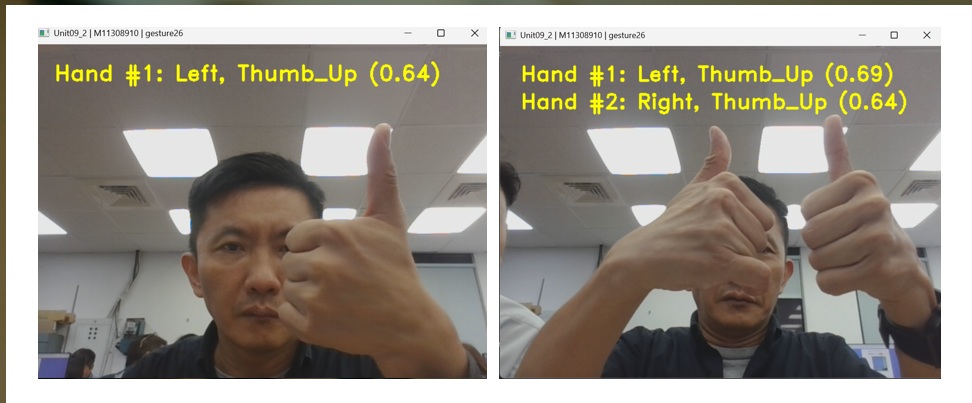 Unit09_2 | M11308910 | gesture26
Hand #1: Left, Thumb_Up (0.64)
Unit09_2 | M11308910 | gesture26
Hand #1: Left, Thumb_Up (0.69)
Hand #2: Right, Thumb_Up (0.64)